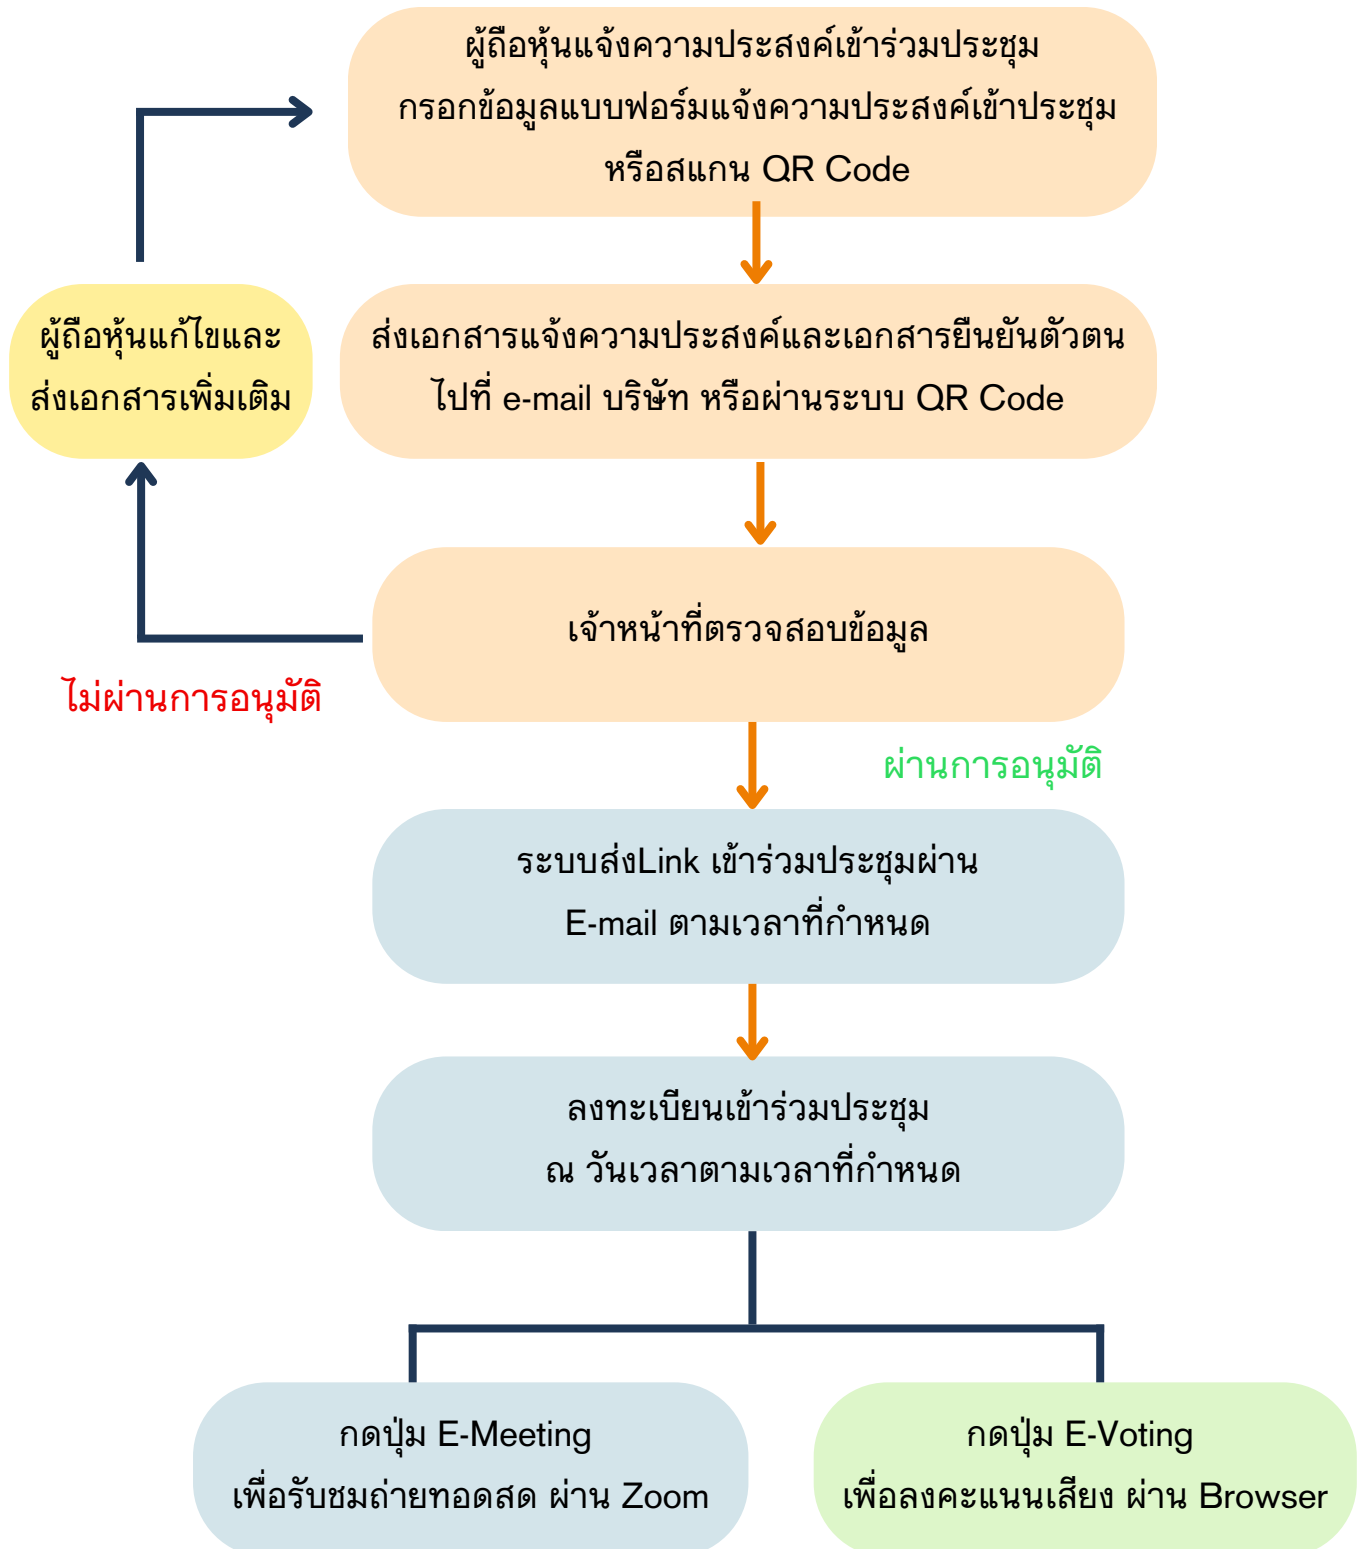 ผู้ถือหุ้นแจ้งความประสงค์เข้าร่วมประชุม
กรอกข้อมูลแบบฟอร์มแจ้งความประสงค์เข้าประชุม
หรือสแกน QR Code
ผู้ถือหุ้นแก้ไขและ
ส่งเอกสารเพิ่มเติม
ส่งเอกสารแจ้งความประสงค์และเอกสารยืนยันตัวตน
ไปที่ e-mail บริษัท หรือผ่านระบบ QR Code
เจ้าหน้าที่ตรวจสอบข้อมูล
ไม่ผ่านการอนุมัติ
ผ่านการอนุมัติ
ระบบส่งLink เข้าร่วมประชุมผ่าน
E-mail ตามเวลาที่กำหนด
ลงทะเบียนเข้าร่วมประชุม
ณ วันเวลาตามเวลาที่กำหนด
กดปุ่ม E-Meeting
เพื่อรับชมถ่ายทอดสด ผ่าน Zoom
กดปุ่ม E-Voting
เพื่อลงคะแนนเสียง ผ่าน Browser